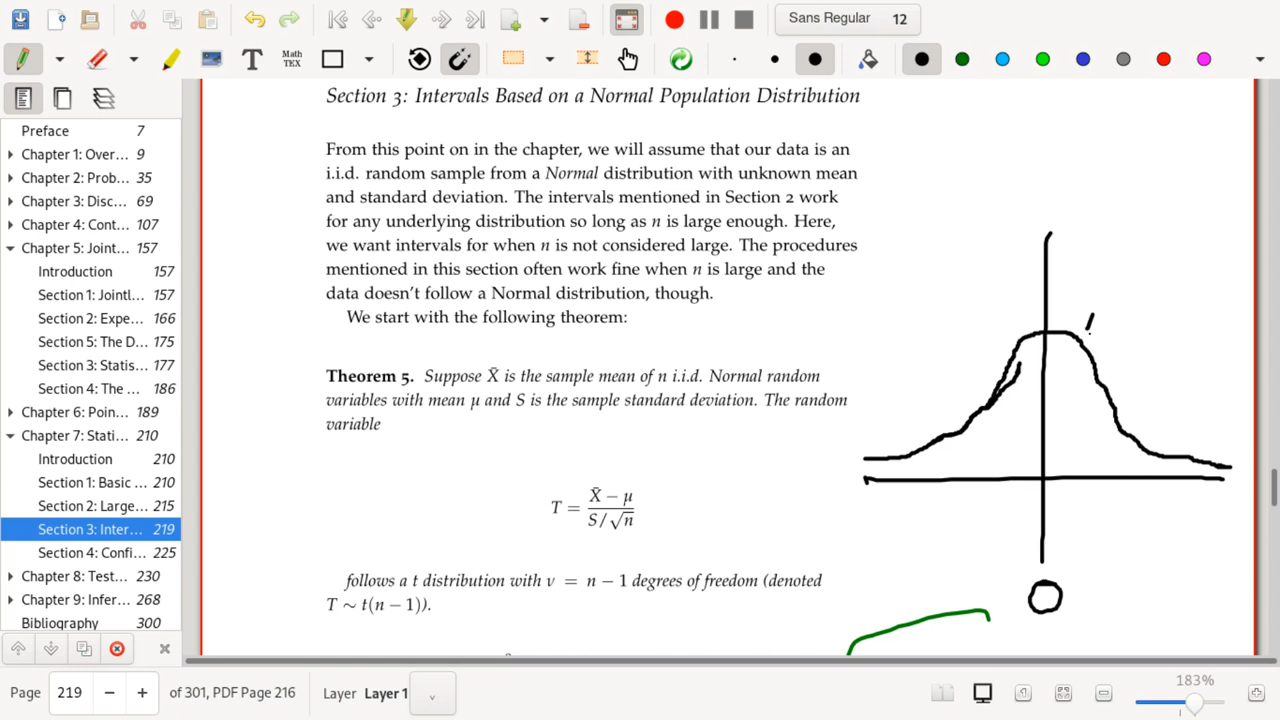 Sans Regular 12
T Math TEX
Preface 7
Chapter 1: Over... 9
Chapter 2: Prob... 35
Chapter 3: Disc... 69
Chapter 4: Cont... 107
Chapter 5: Joint... 157
Introduction 157
Section 1: Jointl... 157
Section 2: Expe... 166
Section 5: The D... 175
Section 3: Statis... 177
Section 4: The ... 186
Chapter 6: Poin... 189
Chapter 7: Stati... 210
Introduction 210
Section 1: Basic ... 210
Section 2: Large... 215
Section 3: Inter... 219
Section 4: Confi... 225
Chapter 8: Test... 230
Chapter 9: Infer... 268
Bibliography 300
Section 3: Intervals Based on a Normal Population Distribution
From this point on in the chapter, we will assume that our data is an
i.i.d. random sample from a Normal distribution with unknown mean
and standard deviation. The intervals mentioned in Section 2 work
for any underlying distribution so long as n is large enough. Here,
we want intervals for when n is not considered large. The procedures
mentioned in this section often work fine when n is large and the
data doesn't follow a Normal distribution, though.
We start with the following theorem:
Theorem 5. Suppose X̄ is the sample mean of n i.i.d. Normal random
variables with mean μ and S is the sample standard deviation. The random
variable
T = (X̄ − μ) / (S/√n)
follows a t distribution with ν = n − 1 degrees of freedom (denoted
T ∼ t(n − 1)).
0
Page 219 of 301, PDF Page 216 Layer Layer 1
183%